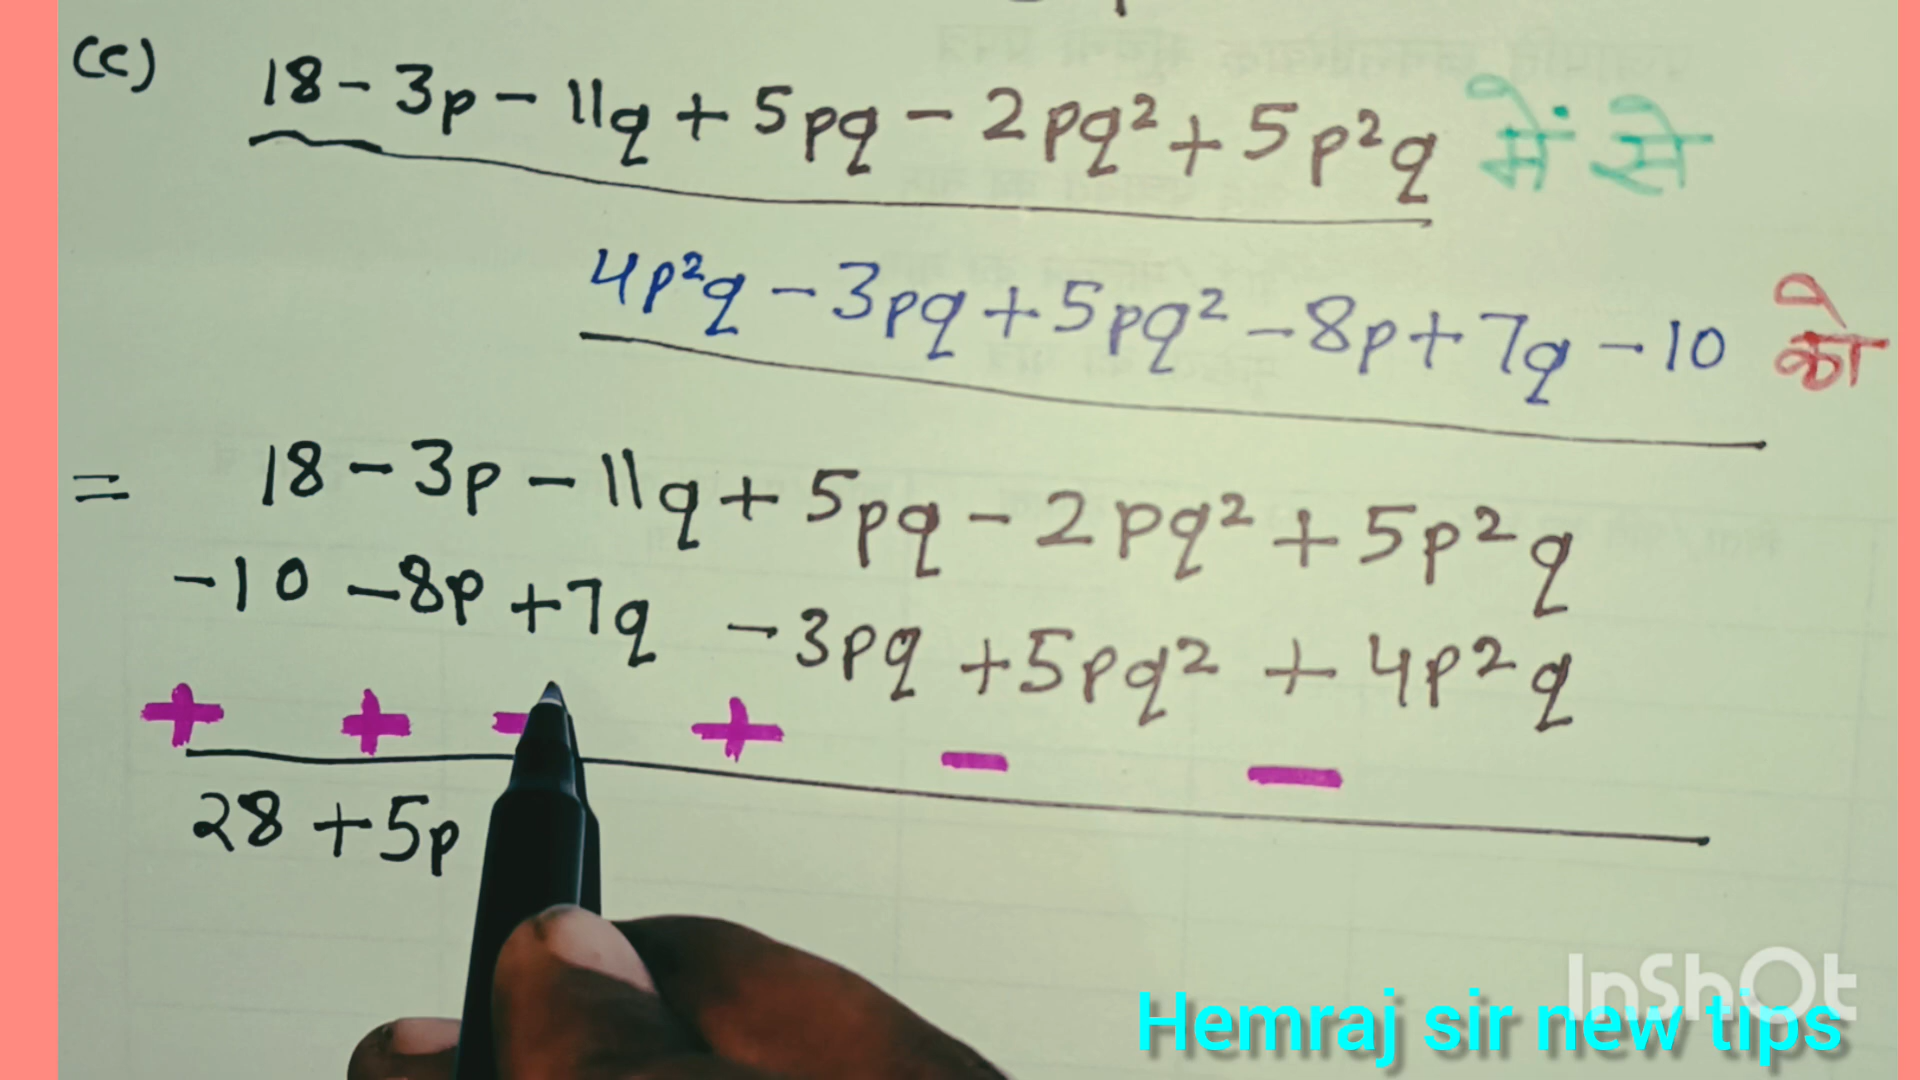 (c) 18 - 3p - 11q + 5pq - 2pq² + 5p²q में से
4p²q - 3pq + 5pq² - 8p + 7q - 10 को
= 18 - 3p - 11q + 5pq - 2pq² + 5p²q
-10 -8p +7q -3pq +5pq² + 4p²q
+ + - + - -
28 + 5p
InShOt
Hemraj sir new tips